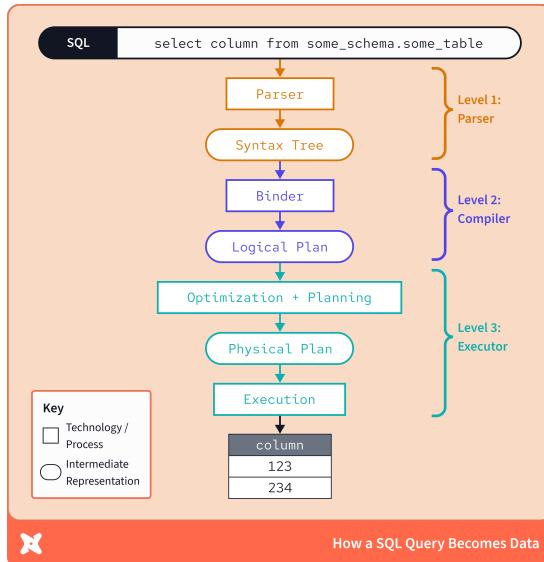 SQL select column from some_schema.some_table
Parser
Level 1:
Parser
Syntax Tree
Binder
Level 2:
Compiler
Logical Plan
Optimization + Planning
Physical Plan
Level 3:
Executor
Execution
Key
Technology /
Process
Intermediate
Representation
column
123
234
How a SQL Query Becomes Data